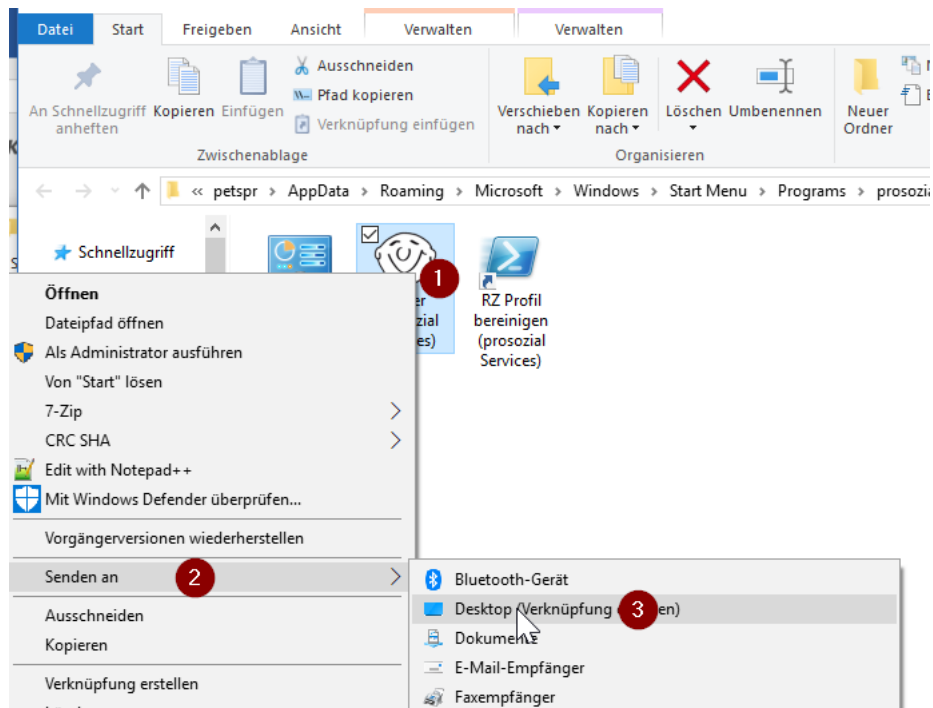 Datei Start Freigeben Ansicht Verwalten Verwalten
An Schnellzugriff anheften
Kopieren
Einfügen
Ausschneiden
Pfad kopieren
Verknüpfung einfügen
Zwischenablage
Verschieben nach
Kopieren nach
Löschen
Umbenennen
Organisieren
Neuer Ordner
« petspr > AppData > Roaming > Microsoft > Windows > Start Menu > Programs >
Schnellzugriff
1
RZ Profil
bereinigen
(prosozial
Services)
Öffnen
Dateipfad öffnen
Als Administrator ausführen
Von "Start" lösen
7-Zip
CRC SHA
Edit with Notepad++
Mit Windows Defender überprüfen...
Vorgängerversionen wiederherstellen
Senden an 2
Bluetooth-Gerät
Desktop (Verknüpfung 3 en)
Dokumente
E-Mail-Empfänger
Faxempfänger
Ausschneiden
Kopieren
Verknüpfung erstellen